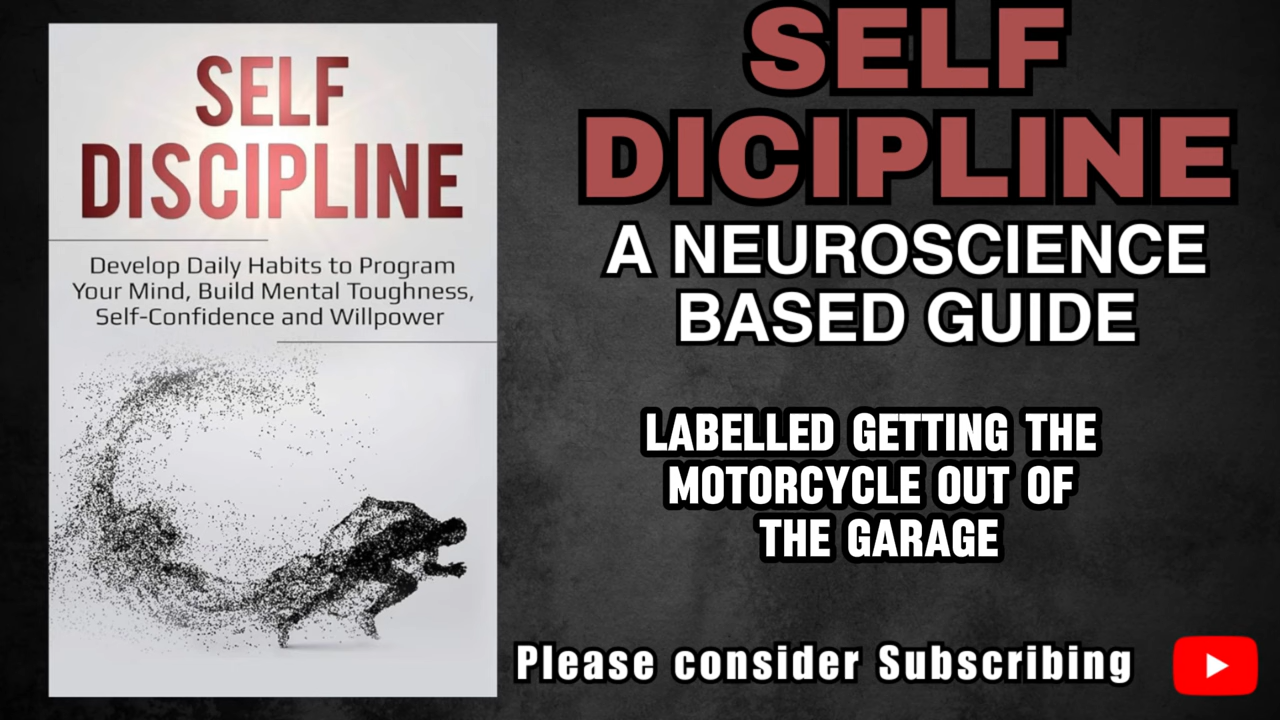 SELF
DISCIPLINE
Develop Daily Habits to Program
Your Mind, Build Mental Toughness,
Self-Confidence and Willpower
SELF
DICIPLINE
A NEUROSCIENCE
BASED GUIDE
LABELLED GETTING THE
MOTORCYCLE OUT OF
THE GARAGE
Please consider Subscribing